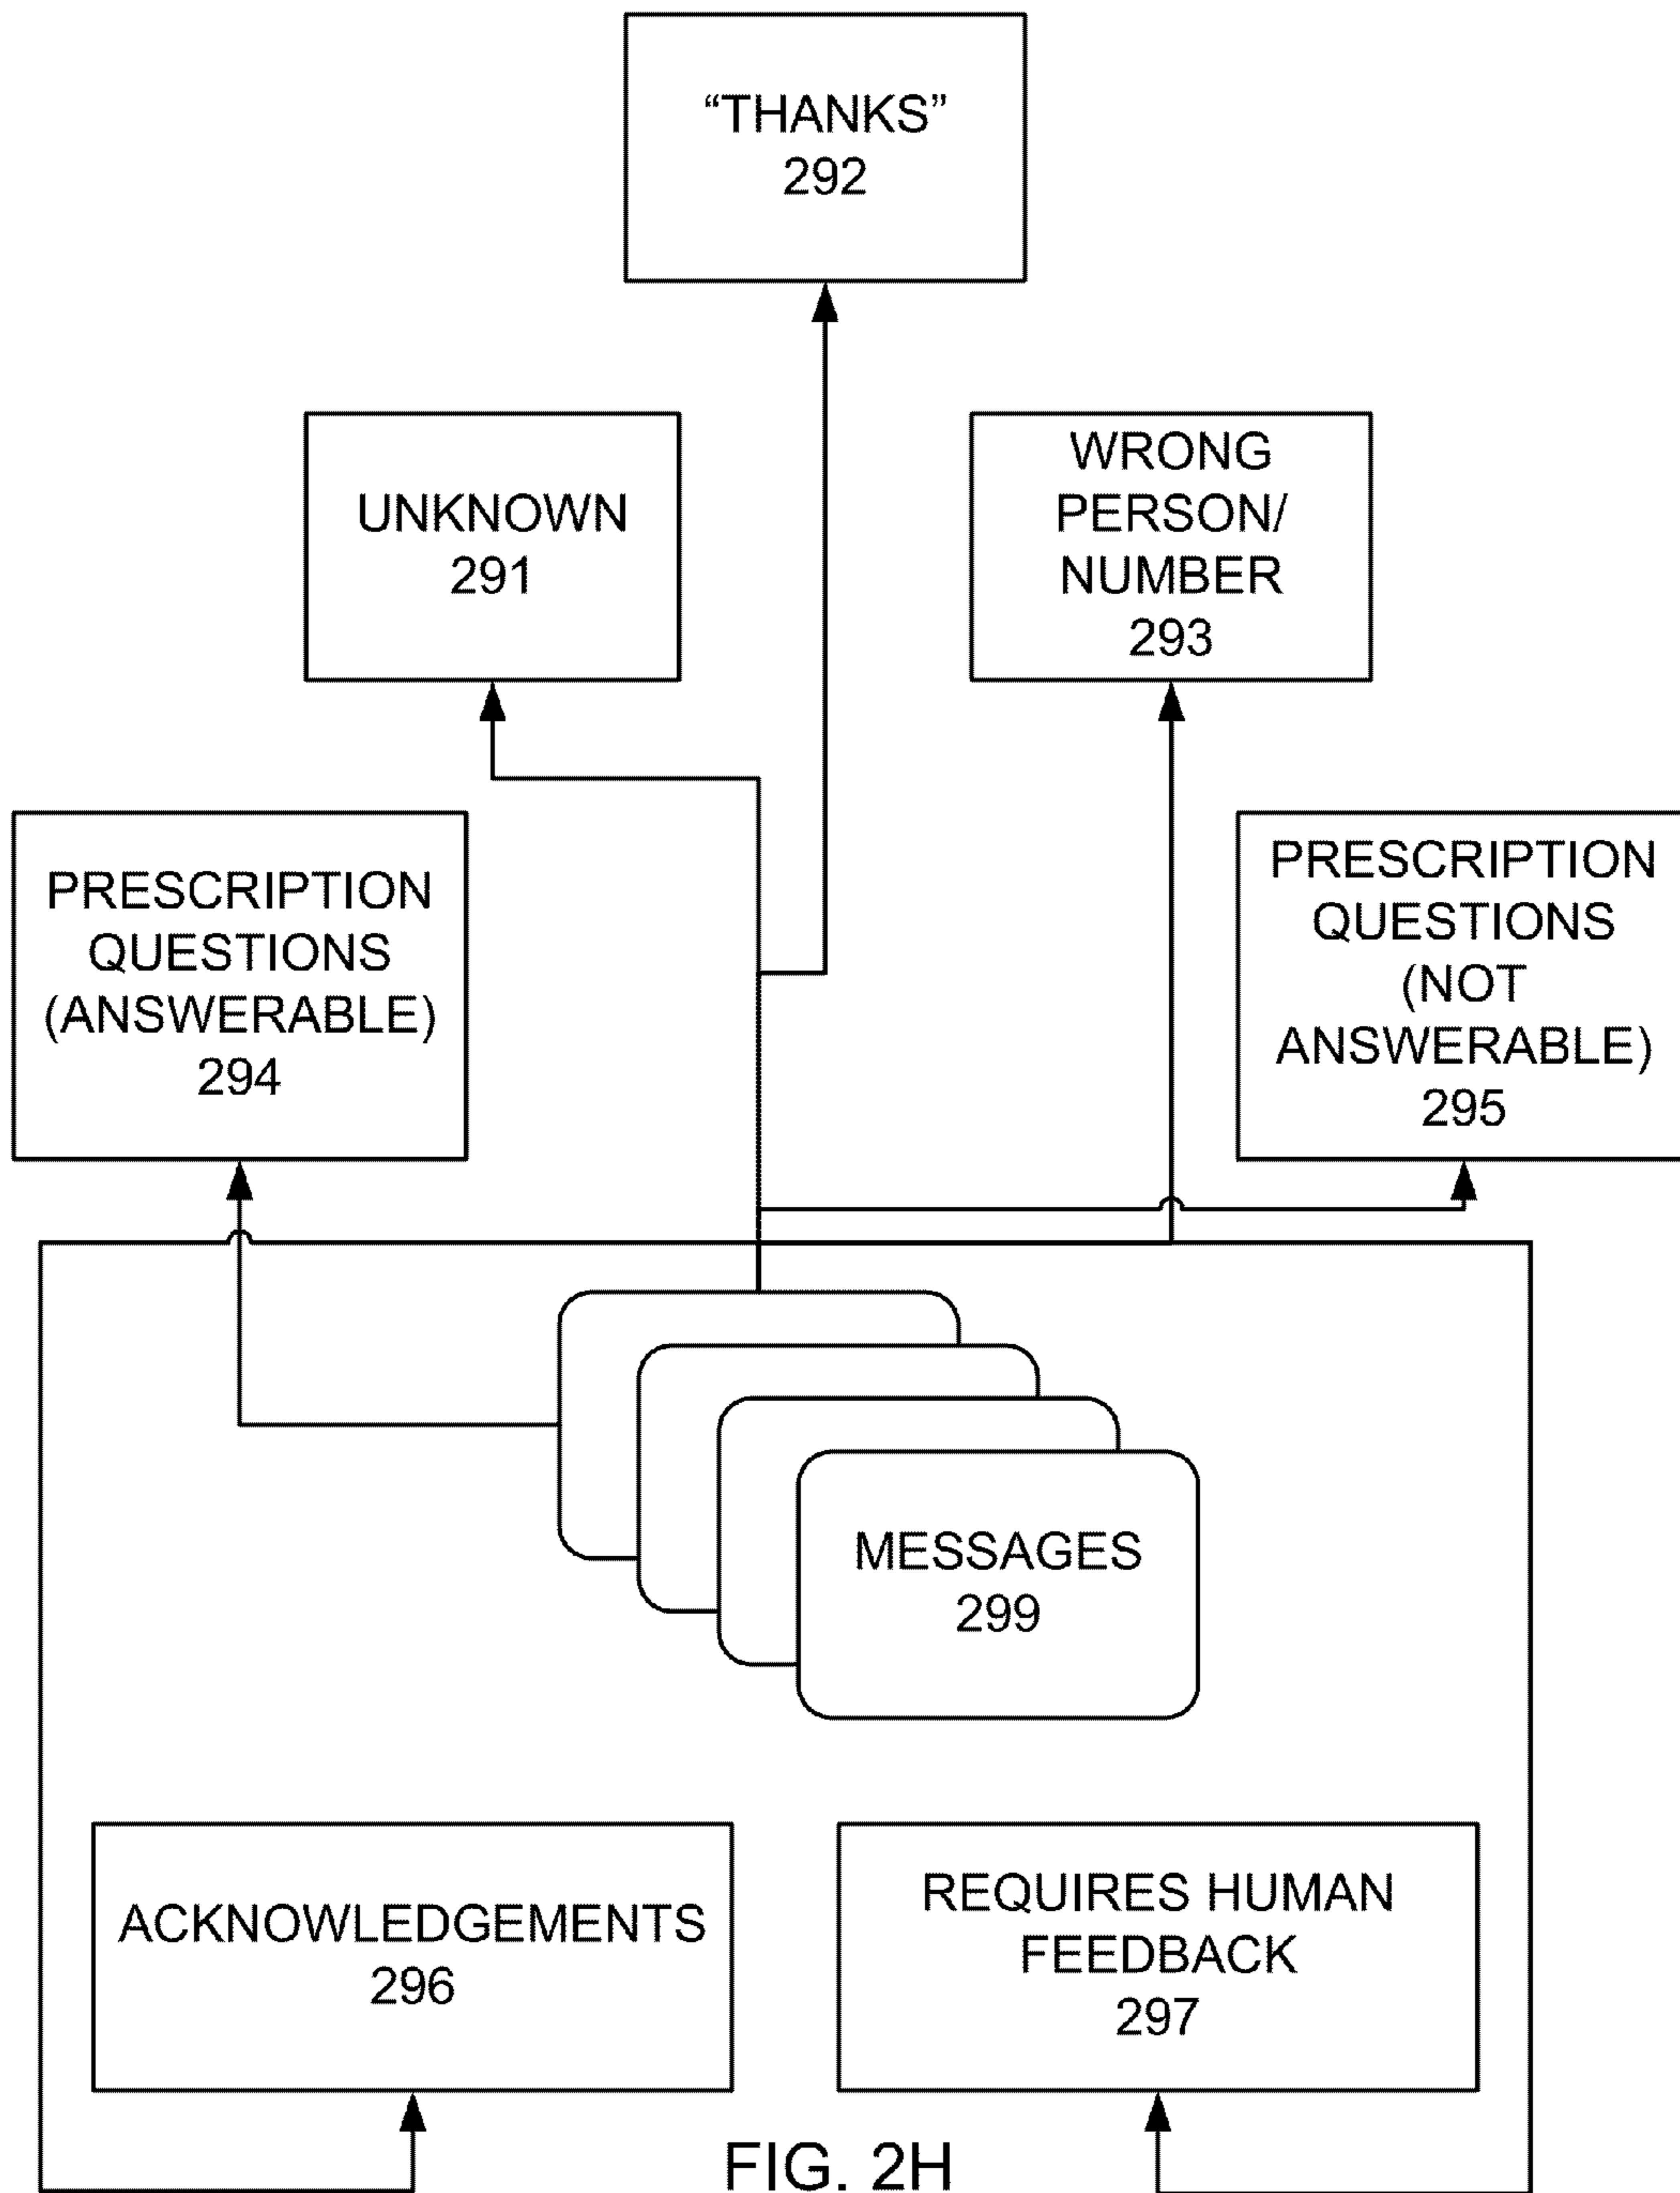 “THANKS”
292
UNKNOWN
291
WRONG
PERSON/
NUMBER
293
PRESCRIPTION
QUESTIONS
(ANSWERABLE)
294
PRESCRIPTION
QUESTIONS
(NOT
ANSWERABLE)
295
MESSAGES
299
ACKNOWLEDGEMENTS
296
REQUIRES HUMAN
FEEDBACK
297
FIG. 2H